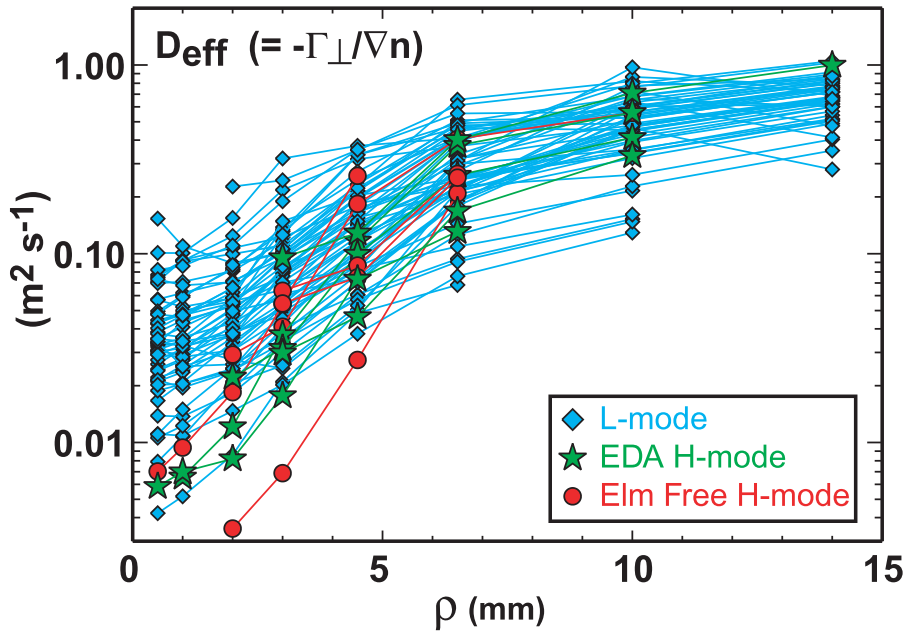 D_eff (= -Γ⊥/∇n)
1.00
0.10
0.01
(m² s⁻¹)
L-mode
EDA H-mode
Elm Free H-mode
0 5 10 15
ρ (mm)